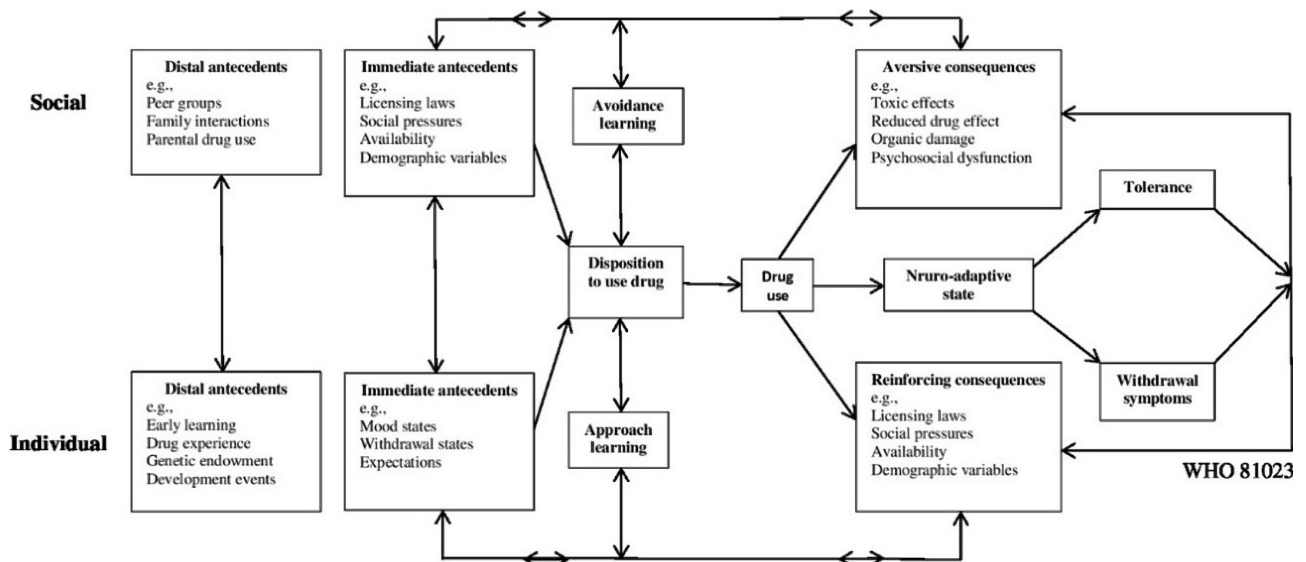 Social
Distal antecedents
e.g.,
Peer groups
Family interactions
Parental drug use
Immediate antecedents
e.g.,
Licensing laws
Social pressures
Availability
Demographic variables
Avoidance
learning
Aversive consequences
e.g.,
Toxic effects
Reduced drug effect
Organic damage
Psychosocial dysfunction
Tolerance
Disposition
to use drug
Drug
use
Nruro-adaptive
state
Individual
Distal antecedents
e.g.,
Early learning
Drug experience
Genetic endowment
Development events
Immediate antecedents
e.g.,
Mood states
Withdrawal states
Expectations
Approach
learning
Reinforcing consequences
e.g.,
Licensing laws
Social pressures
Availability
Demographic variables
Withdrawal
symptoms
WHO 81023